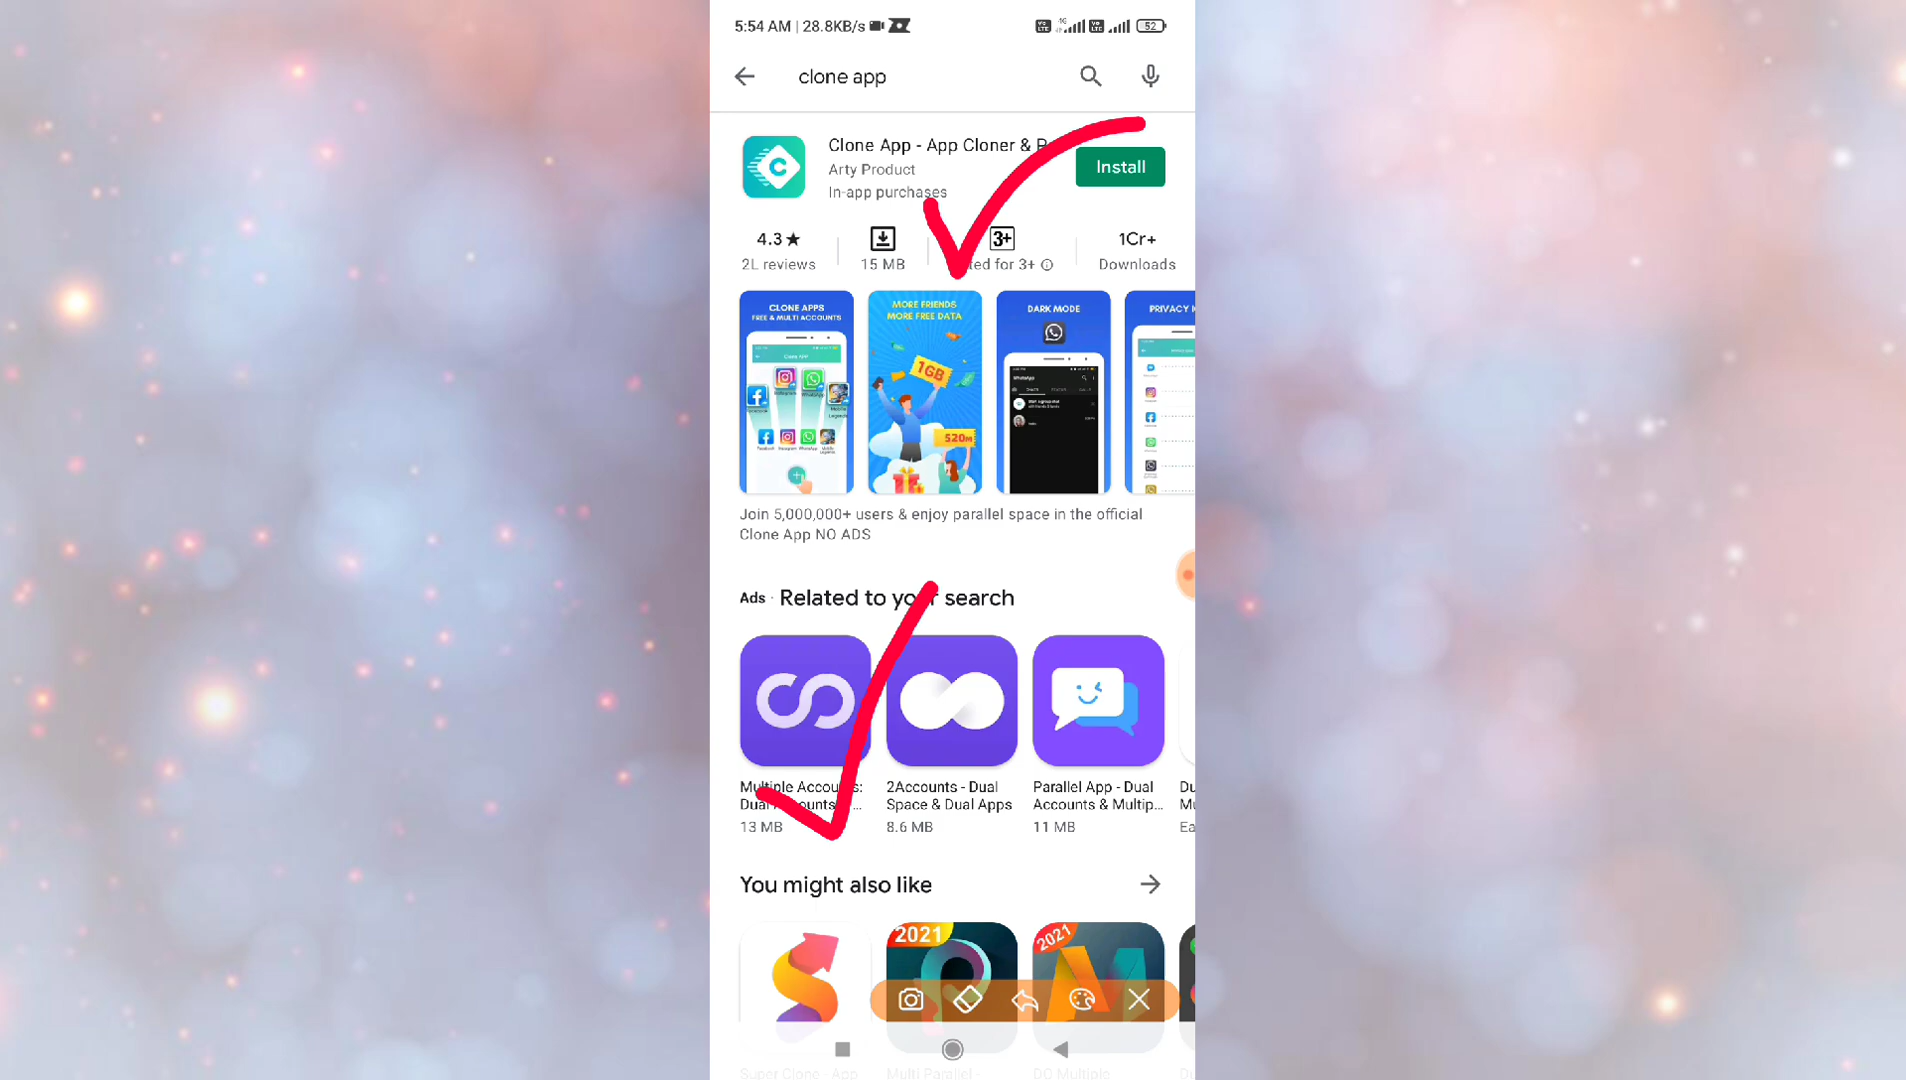 5:54 AM | 28.8KB/s
52
clone app
Clone App - App Cloner &
Arty Product
In-app purchases
Install
4.3★
2L reviews
15 MB
3+
for 3+
1Cr+
Downloads
CLONE APPS
FREE & MULTI ACCOUNTS
MORE FRIENDS
MORE FREE DATA
1GB
520M
DARK MODE
WhatsApp
PRIVACY
Join 5,000,000+ users & enjoy parallel space in the official
Clone App NO ADS
Ads · Related to your search
Multiple Accounts:
Dual Accounts
13 MB
2Accounts - Dual
Space & Dual Apps
8.6 MB
Parallel App - Dual
Accounts & Multip...
11 MB
You might also like
2021
2021
Super Clone - App
Multi Parallel -
DO Multiple